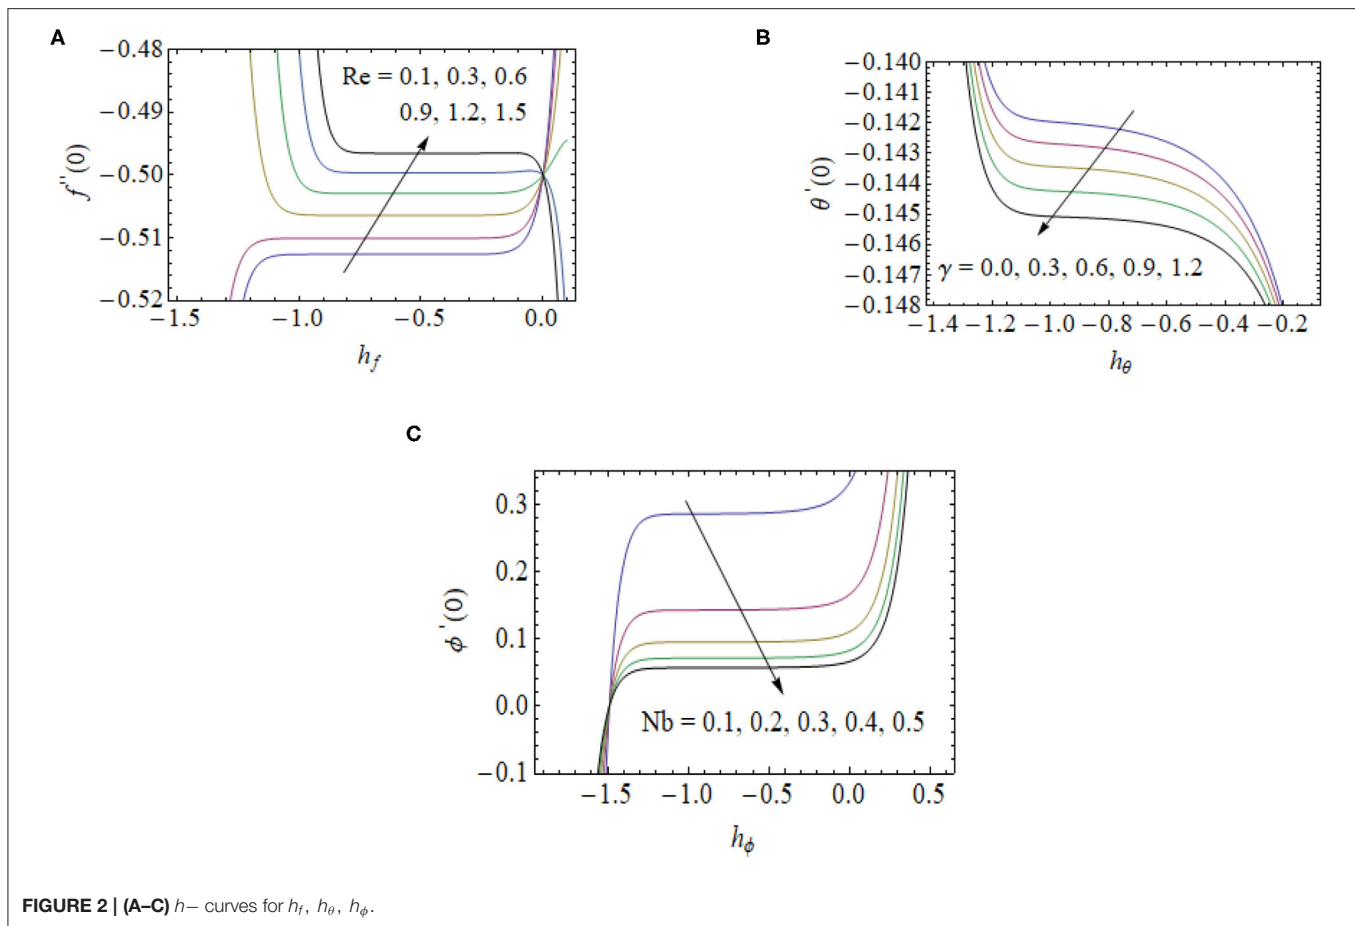 A
−0.48
−0.49
−0.50
−0.51
−0.52
f''(0)
Re = 0.1, 0.3, 0.6
0.9, 1.2, 1.5
−1.5 −1.0 −0.5 0.0
h_f
B
−0.140
−0.141
−0.142
−0.143
−0.144
−0.145
−0.146
−0.147
−0.148
θ'(0)
γ = 0.0, 0.3, 0.6, 0.9, 1.2
−1.4 −1.2 −1.0 −0.8 −0.6 −0.4 −0.2
h_θ
C
0.3
0.2
0.1
0.0
−0.1
ϕ'(0)
Nb = 0.1, 0.2, 0.3, 0.4, 0.5
−1.5 −1.0 −0.5 0.0 0.5
h_ϕ
FIGURE 2 | (A–C) h− curves for h_f, h_θ, h_ϕ.